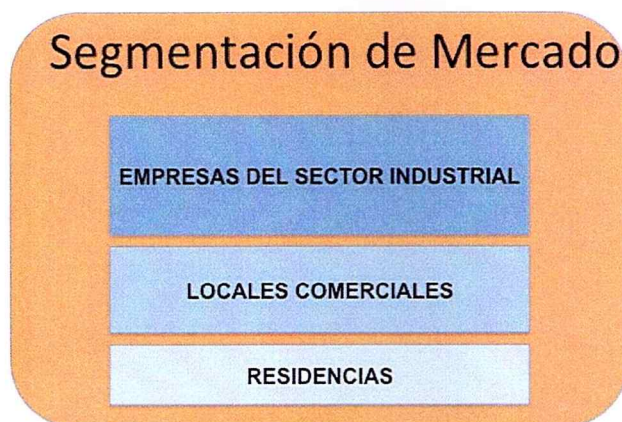 Segmentación de Mercado
EMPRESAS DEL SECTOR INDUSTRIAL
LOCALES COMERCIALES
RESIDENCIAS